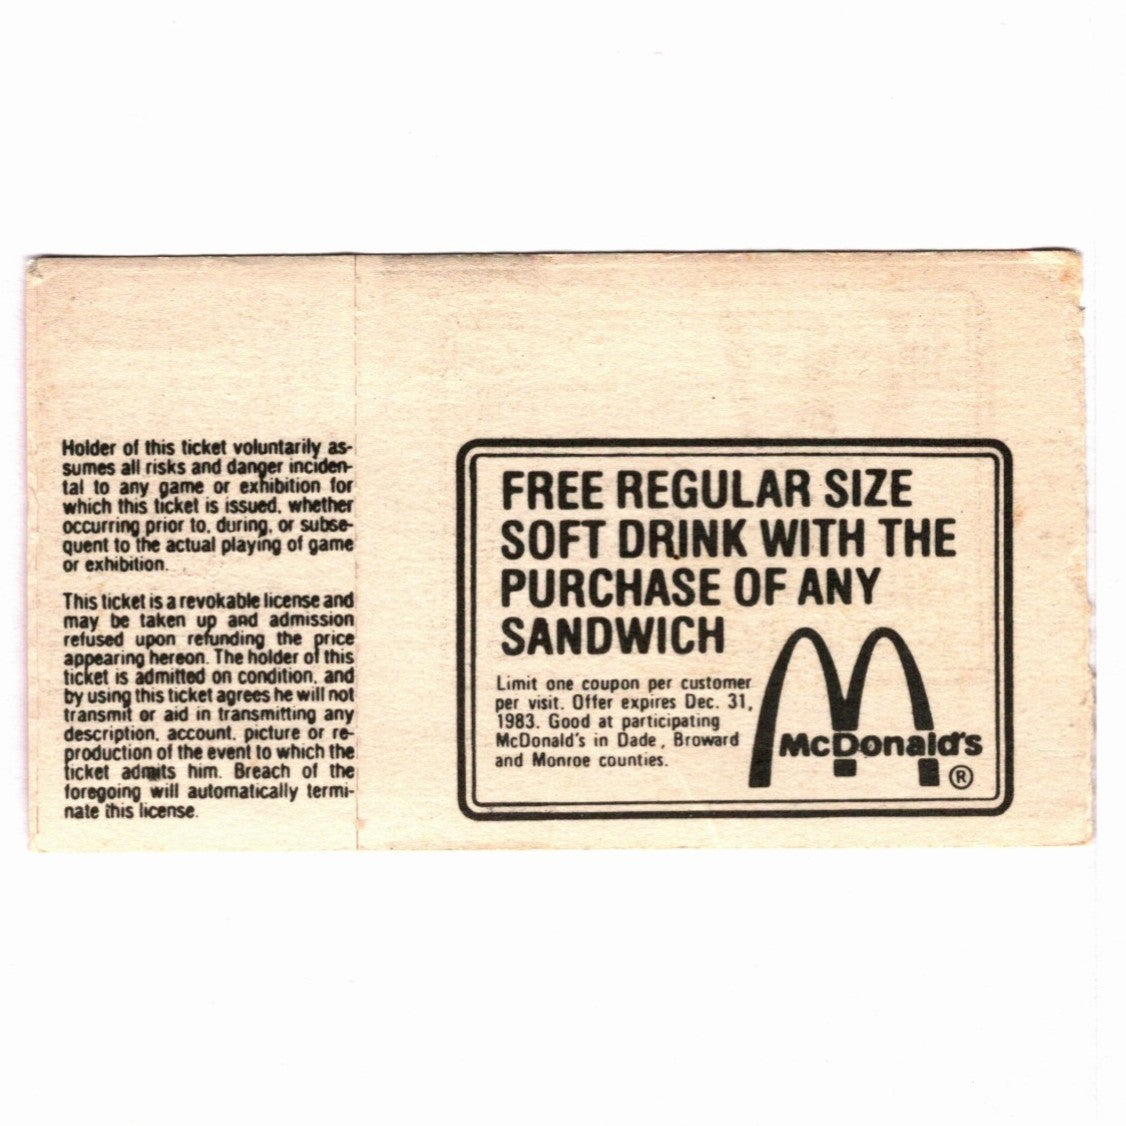 Holder of this ticket voluntarily as-
sumes all risks and danger inciden-
tal to any game or exhibition for
which this ticket is issued, whether
occurring prior to, during, or subse-
quent to the actual playing of game
or exhibition.
This ticket is a revokable license and
may be taken up and admission
refused upon refunding the price
appearing hereon. The holder of this
ticket is admitted on condition, and
by using this ticket agrees he will not
transmit or aid in transmitting any
description, account, picture or re-
production of the event to which the
ticket admits him. Breach of the
foregoing will automatically termi-
nate this license.
FREE REGULAR SIZE
SOFT DRINK WITH THE
PURCHASE OF ANY
SANDWICH
Limit one coupon per customer
per visit. Offer expires Dec. 31,
1983. Good at participating
McDonald's in Dade, Broward
and Monroe counties.
McDonald's
®